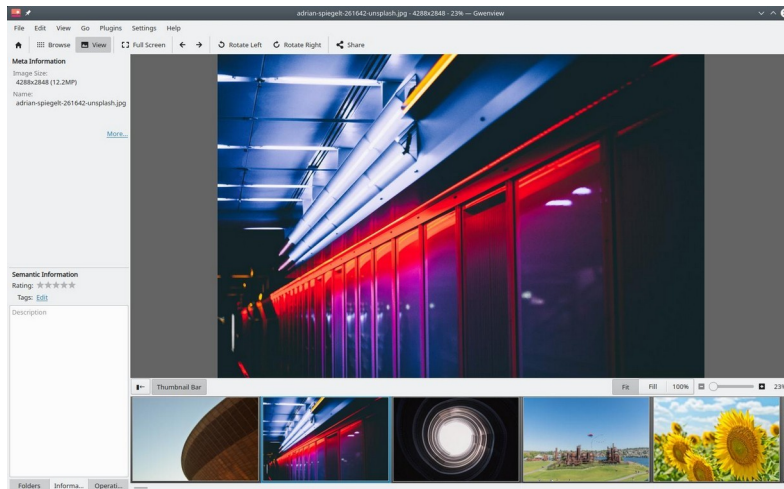 adrian-spiegelt-261642-unsplash.jpg - 4288x2848 - 23% — Gwenview
File Edit View Go Plugins Settings Help
Browse View Full Screen Rotate Left Rotate Right Share
Meta Information
Image Size:
4288x2848 (12.2MP)
Name:
adrian-spiegelt-261642-unsplash.jpg
More...
Semantic Information
Rating:
Tags: Edit
Description
Thumbnail Bar Fit Fill 100% 23%
Folders Informa... Operati...